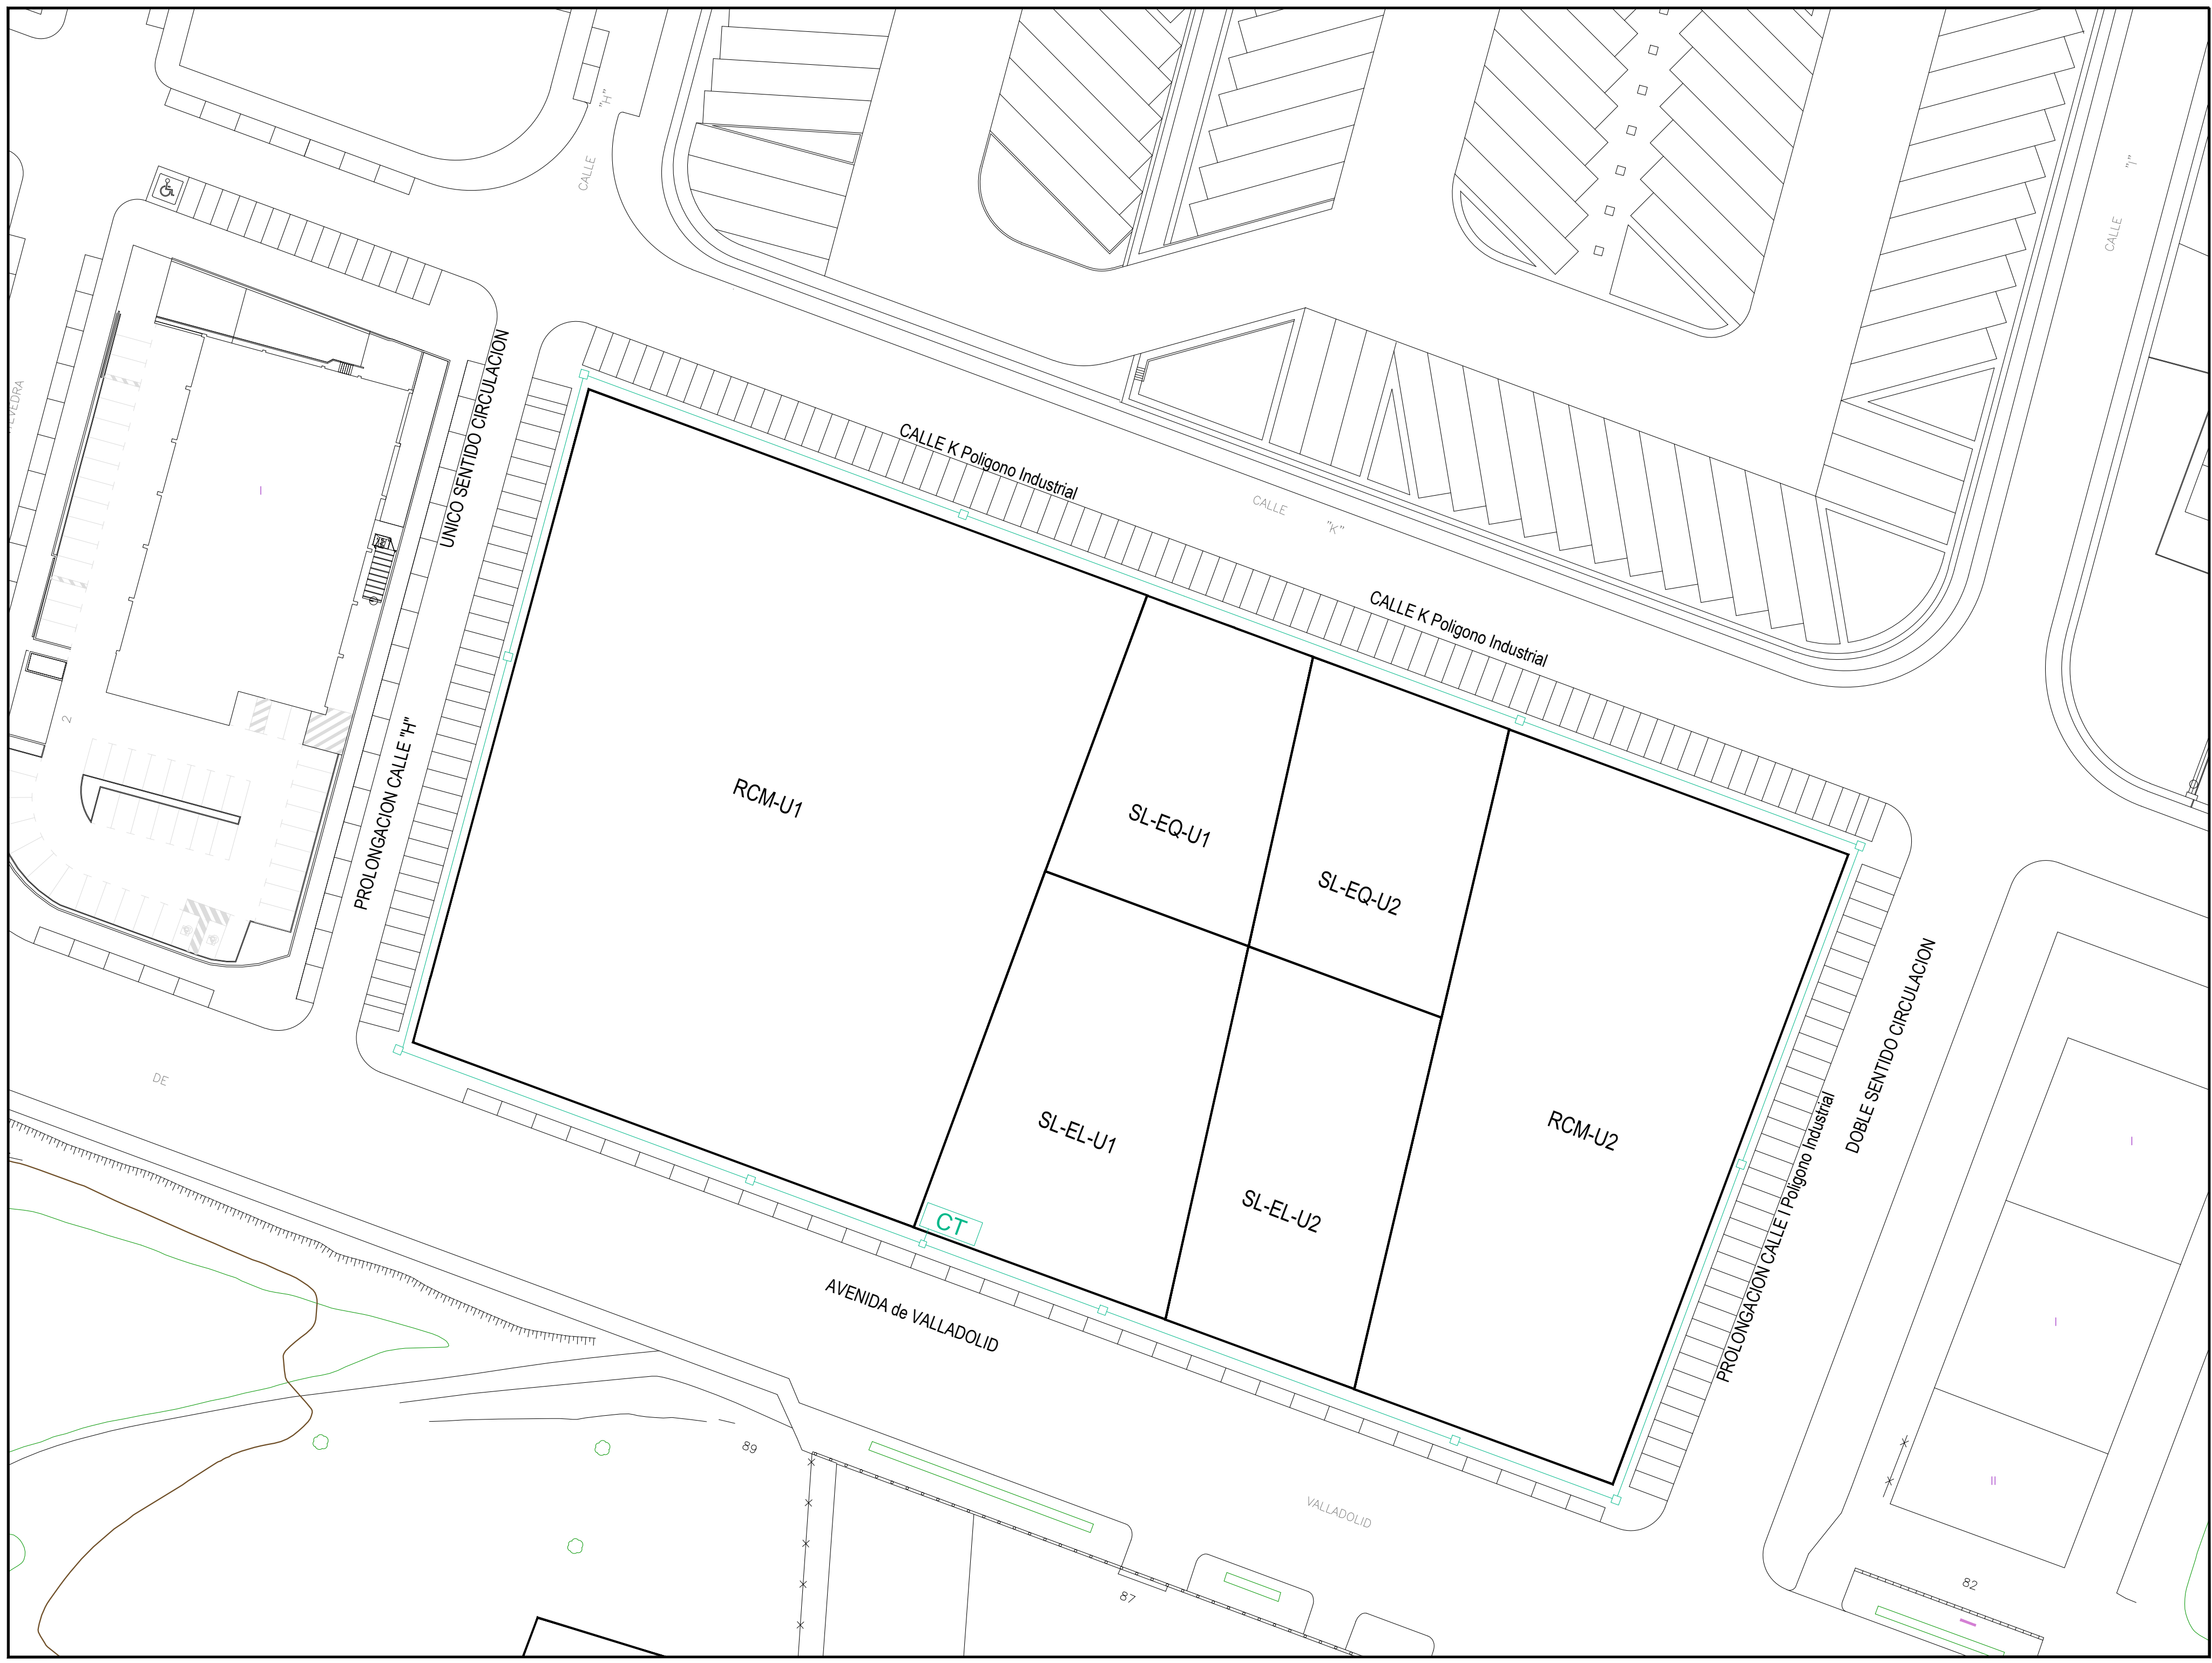 CALLE "H"
CALLE "I"
UNICO SENTIDO CIRCULACION
CALLE K Poligono Industrial
CALLE "K"
I
CALLE K Poligono Industrial
2
PROLONGACION CALLE "H"
RCM-U1
SL-EQ-U1
SL-EQ-U2
DOBLE SENTIDO CIRCULACION
DE
SL-EL-U1
RCM-U2
PROLONGACION CALLE I Poligono Industrial
I
SL-EL-U2
CT
AVENIDA de VALLADOLID
I
89
II
VALLADOLID
87
82